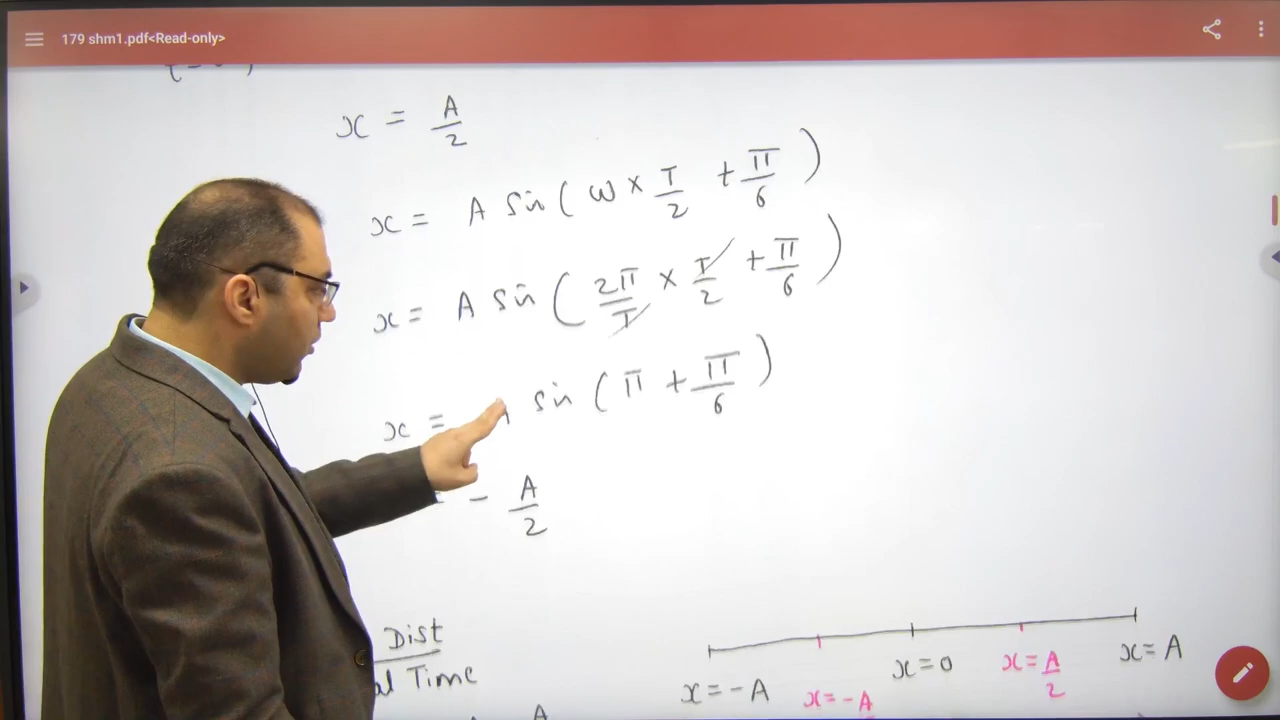 179 shm1.pdf<Read-only>
x = A/2
x = A sin( ω × T/2 + π/6 )
x = A sin( 2π/T × T/2 + π/6 )
x = A sin( π + π/6 )
- A/2
Dist
Time
x = -A
x = -A
x = 0
x = A/2
x = A
A